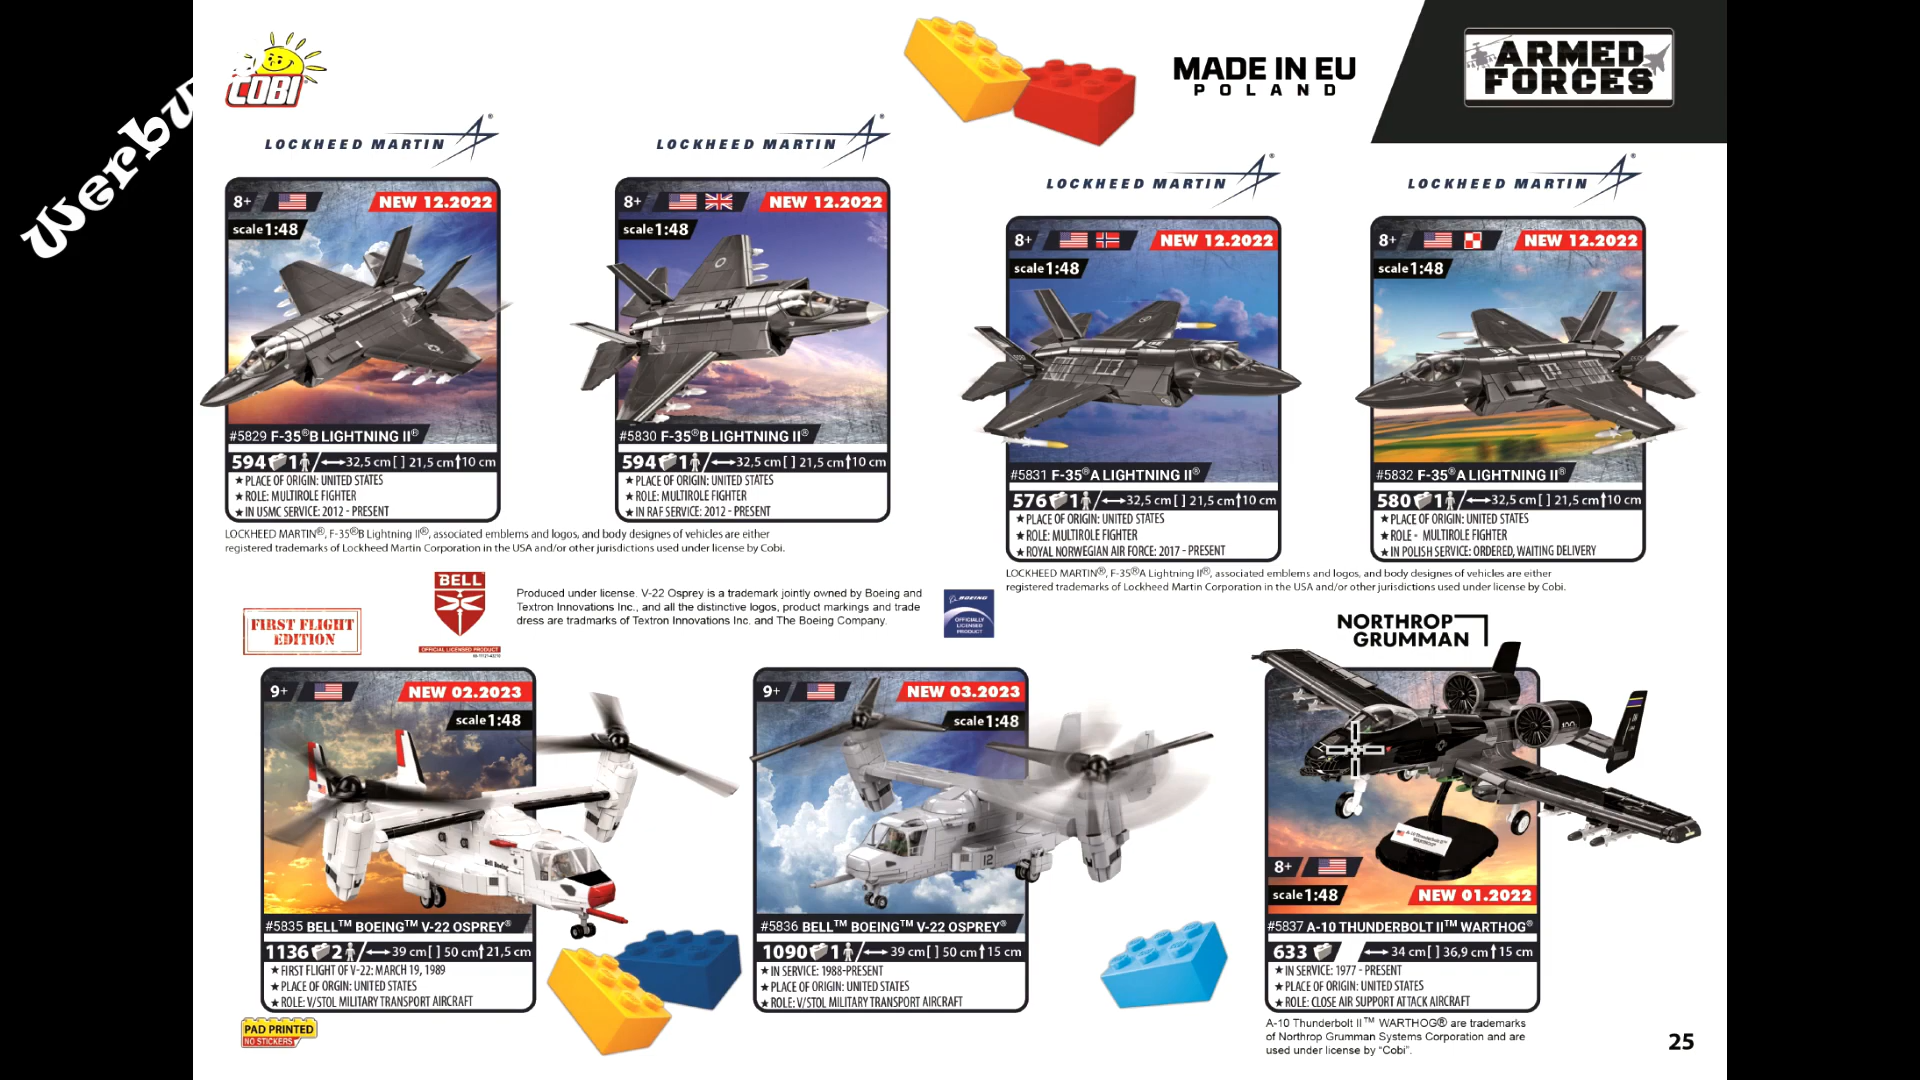 Werbu
COBI
MADE IN EU
POLAND
ARMED
FORCES
LOCKHEED MARTIN®
8+ NEW 12.2022
scale 1:48
#5829 F-35®B LIGHTNING II®
594 1 32,5 cm[ ] 21,5 cm 10 cm
★ PLACE OF ORIGIN: UNITED STATES
★ ROLE: MULTIROLE FIGHTER
★ IN USMC SERVICE: 2012 - PRESENT
LOCKHEED MARTIN®
8+ NEW 12.2022
scale 1:48
#5830 F-35®B LIGHTNING II®
594 1 32,5 cm[ ] 21,5 cm 10 cm
★ PLACE OF ORIGIN: UNITED STATES
★ ROLE: MULTIROLE FIGHTER
★ IN RAF SERVICE: 2012 - PRESENT
LOCKHEED MARTIN®, F-35®B Lightning II®, associated emblems and logos, and body designes of vehicles are either
registered trademarks of Lockheed Martin Corporation in the USA and/or other jurisdictions used under license by Cobi.
LOCKHEED MARTIN®
8+ NEW 12.2022
scale 1:48
#5831 F-35®A LIGHTNING II®
576 1 32,5 cm[ ] 21,5 cm 10 cm
★ PLACE OF ORIGIN: UNITED STATES
★ ROLE: MULTIROLE FIGHTER
★ ROYAL NORWEGIAN AIR FORCE: 2017 - PRESENT
LOCKHEED MARTIN®
8+ NEW 12.2022
scale 1:48
#5832 F-35®A LIGHTNING II®
580 1 32,5 cm[ ] 21,5 cm 10 cm
★ PLACE OF ORIGIN: UNITED STATES
★ ROLE - MULTIROLE FIGHTER
★ IN POLISH SERVICE: ORDERED, WAITING DELIVERY
LOCKHEED MARTIN®, F-35®A Lightning II®, associated emblems and logos, and body designes of vehicles are either
registered trademarks of Lockheed Martin Corporation in the USA and/or other jurisdictions used under license by Cobi.
FIRST FLIGHT
EDITION
BELL
OFFICIAL LICENSED PRODUCT
Produced under license. V-22 Osprey is a trademark jointly owned by Boeing and
Textron Innovations Inc., and all the distinctive logos, product markings and trade
dress are tradmarks of Textron Innovations Inc. and The Boeing Company.
BOEING
OFFICIALLY
LICENSED
PRODUCT
NORTHROP
GRUMMAN
9+ NEW 02.2023
scale 1:48
Bell Boeing
#5835 BELL™ BOEING™ V-22 OSPREY®
1136 2 39 cm[ ] 50 cm 21,5 cm
★ FIRST FLIGHT OF V-22: MARCH 19, 1989
★ PLACE OF ORGIN: UNITED STATES
★ ROLE: V/STOL MILITARY TRANSPORT AIRCRAFT
PAD PRINTED
NO STICKERS
9+ NEW 03.2023
scale 1:48
12
#5836 BELL™ BOEING™ V-22 OSPREY®
1090 1 39 cm[ ] 50 cm 15 cm
★ IN SERVICE: 1988-PRESENT
★ PLACE OF ORIGIN: UNITED STATES
★ ROLE: V/STOL MILITARY TRANSPORT AIRCRAFT
A-10 Thunderbolt II™
WARTHOG®
8+
scale 1:48 NEW 01.2022
#5837 A-10 THUNDERBOLT II™ WARTHOG®
633 34 cm[ ] 36,9 cm 15 cm
★ IN SERVICE: 1977 - PRESENT
★ PLACE OF ORIGIN: UNITED STATES
★ ROLE: CLOSE AIR SUPPORT ATTACK AIRCRAFT
A-10 Thunderbolt II™ WARTHOG® are trademarks
of Northrop Grumman Systems Corporation and are
used under license by "Cobi".
25